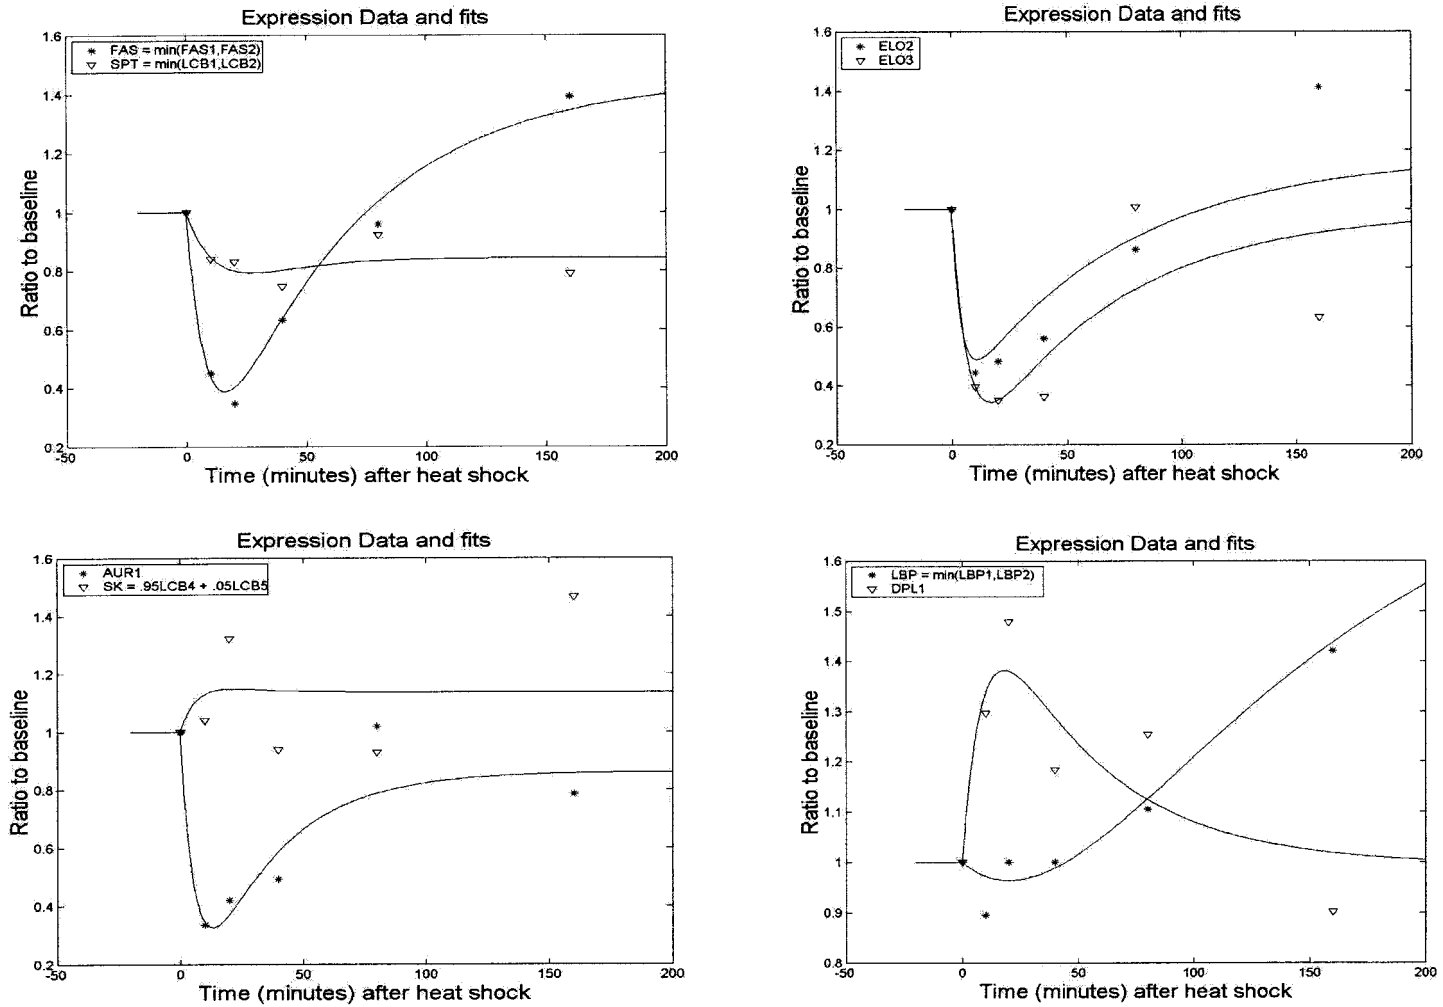 Expression Data and fits
FAS = min(FAS1,FAS2)
SPT = min(LCB1,LCB2)
1.6
1.4
1.2
1
0.8
0.6
0.4
0.2
Ratio to baseline
-50 0 50 100 150 200
Time (minutes) after heat shock
Expression Data and fits
ELO2
ELO3
1.6
1.4
1.2
1
0.8
0.6
0.4
0.2
Ratio to baseline
-50 0 50 100 150 200
Time (minutes) after heat shock
Expression Data and fits
AUR1
SK = .95LCB4 + .05LCB5
1.6
1.4
1.2
1
0.8
0.6
0.4
0.2
Ratio to baseline
-50 0 50 100 150 200
Time (minutes) after heat shock
Expression Data and fits
LBP = min(LBP1,LBP2)
DPL1
1.6
1.5
1.4
1.3
1.2
1.1
1
0.9
0.8
Ratio to baseline
-50 0 50 100 150 200
Time (minutes) after heat shock